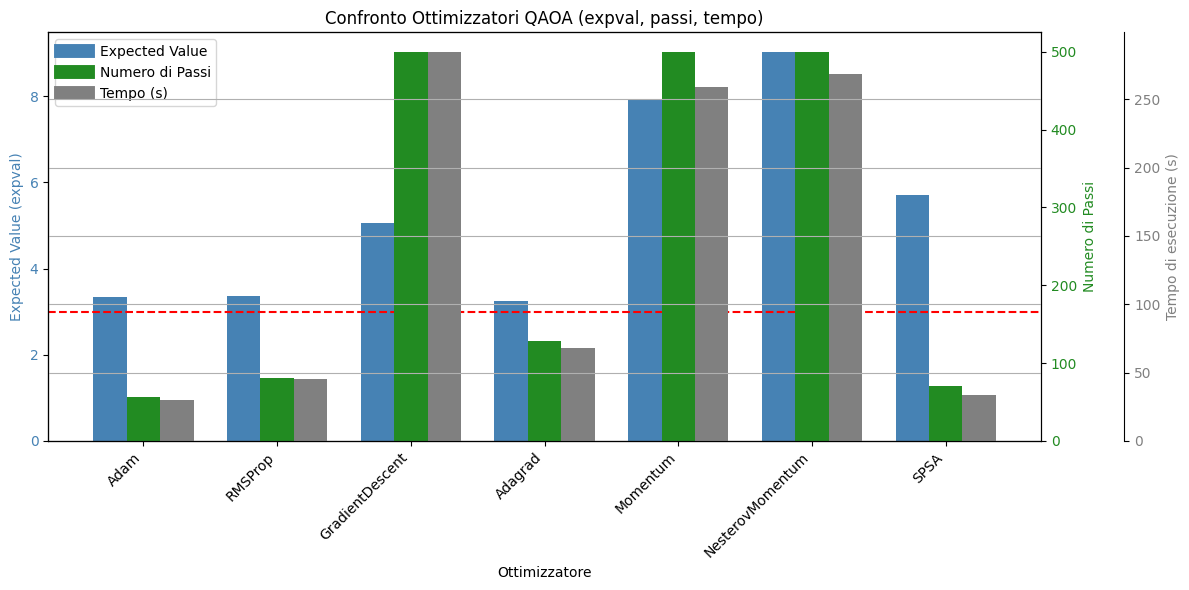 Confronto Ottimizzatori QAOA (expval, passi, tempo)
Expected Value
Numero di Passi
Tempo (s)
Expected Value (expval)
8
6
4
2
0
500
400
300
200
100
0
Numero di Passi
250
200
150
100
50
0
Tempo di esecuzione (s)
Adam
RMSProp
GradientDescent
Adagrad
Momentum
NesterovMomentum
SPSA
Ottimizzatore